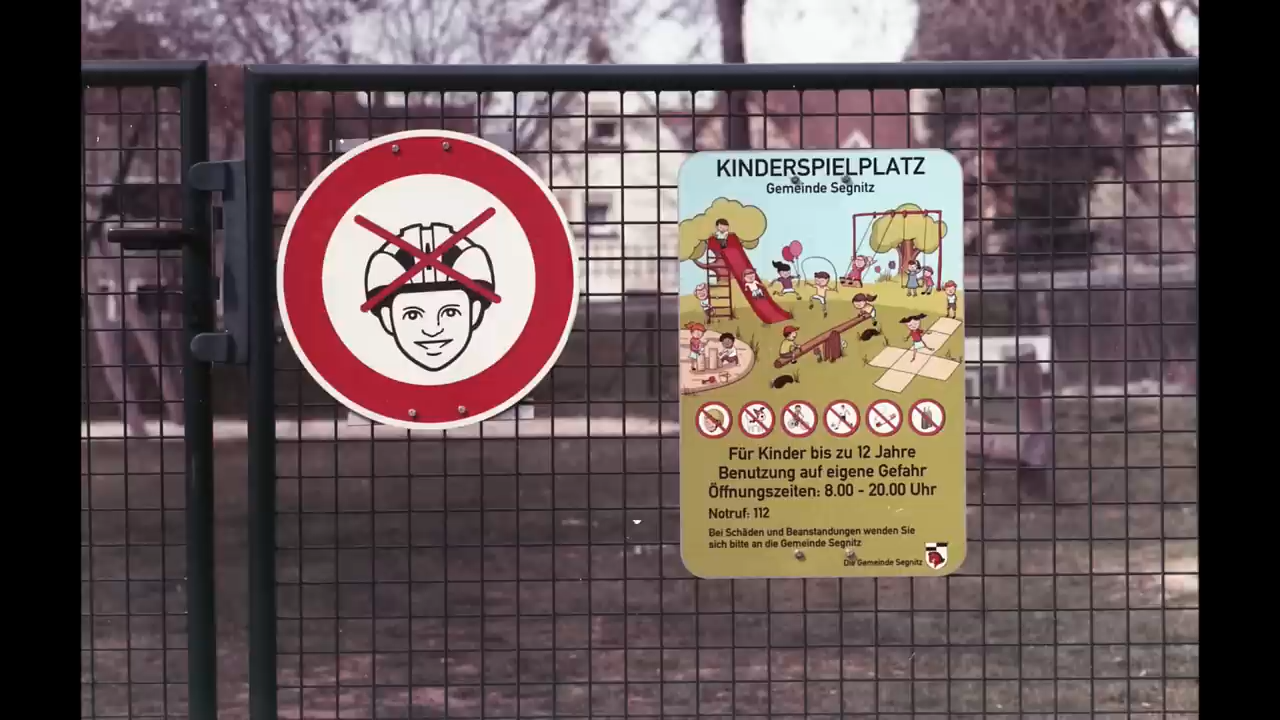 KINDERSPIELPLATZ
Gemeinde Segnitz
Für Kinder bis zu 12 Jahre
Benutzung auf eigene Gefahr
Öffnungszeiten: 8.00 - 20.00 Uhr
Notruf: 112
Bei Schäden und Beanstandungen wenden Sie
sich bitte an die Gemeinde Segnitz
Die Gemeinde Segnitz